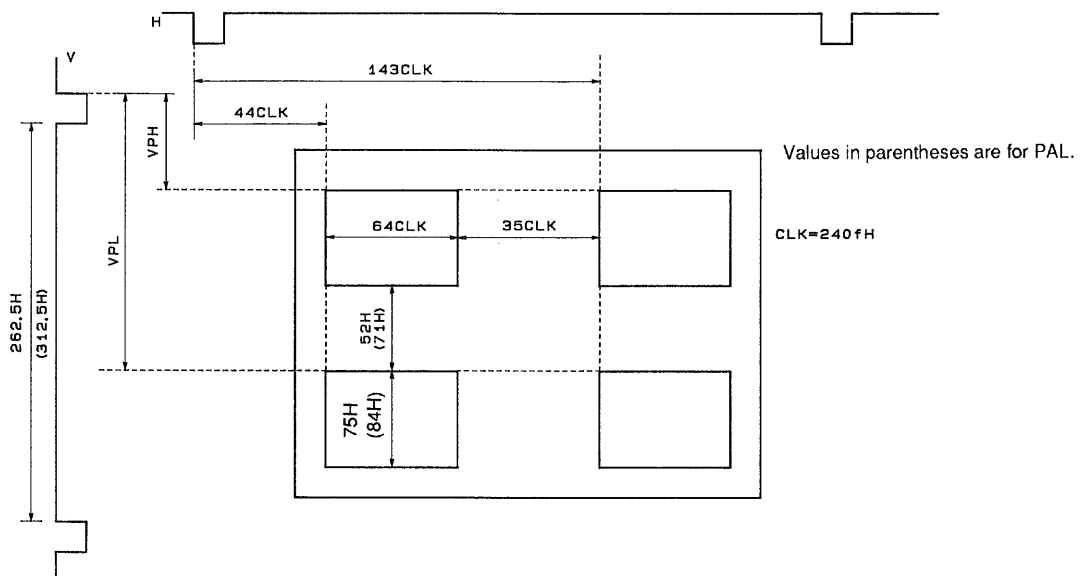 H
V
143CLK
44CLK
VPH
Values in parentheses are for PAL.
64CLK
35CLK
CLK=240fH
VPL
262.5H
(312.5H)
52H
(71H)
75H
(84H)